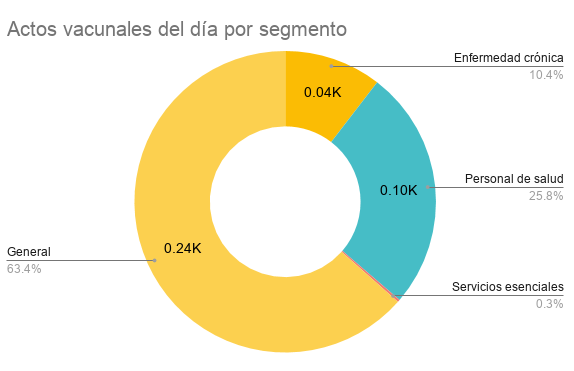 Actos vacunales del día por segmento
Enfermedad crónica
10.4%
0.04K
Personal de salud
25.8%
0.10K
General
63.4%
0.24K
Servicios esenciales
0.3%